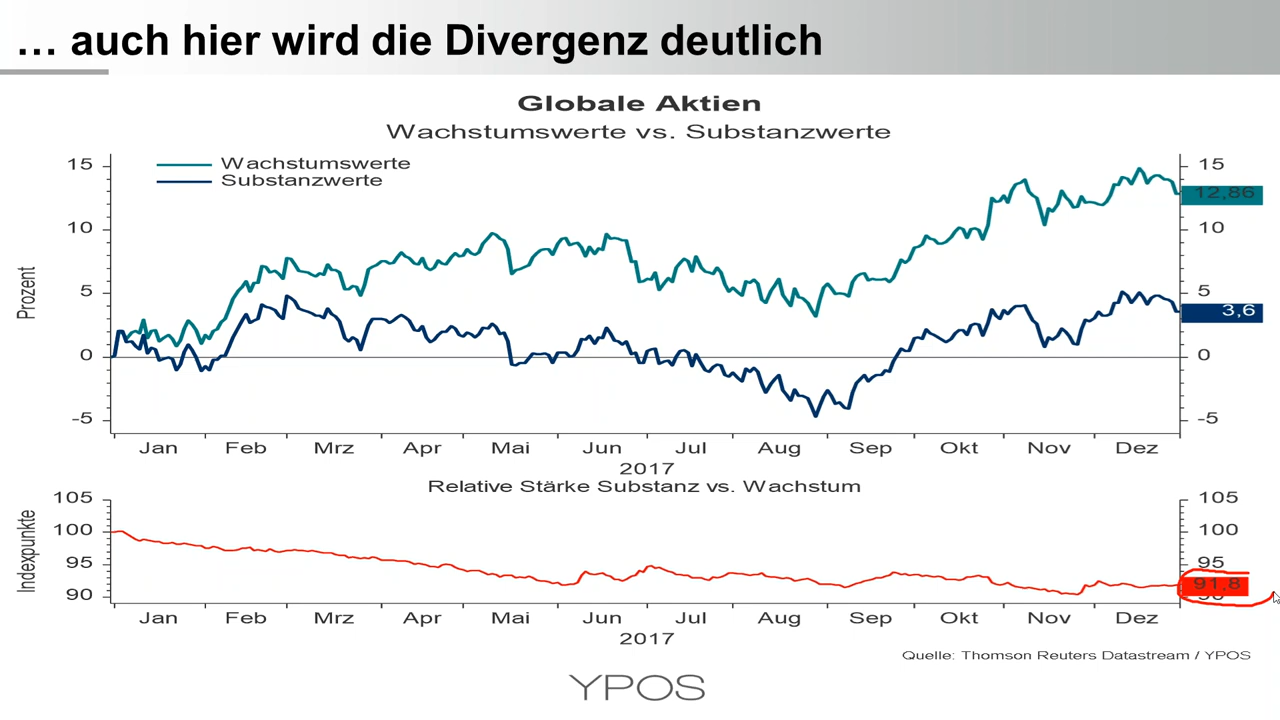 ... auch hier wird die Divergenz deutlich
Globale Aktien
Wachstumswerte vs. Substanzwerte
Wachstumswerte
Substanzwerte
Prozent
15
10
5
0
-5
15
12,86
10
5
3,6
0
-5
Jan Feb Mrz Apr Mai Jun Jul Aug Sep Okt Nov Dez
2017
Relative Stärke Substanz vs. Wachstum
Indexpunkte
105
100
95
90
105
100
95
91,8
90
Jan Feb Mrz Apr Mai Jun Jul Aug Sep Okt Nov Dez
2017
Quelle: Thomson Reuters Datastream / YPOS
YPOS